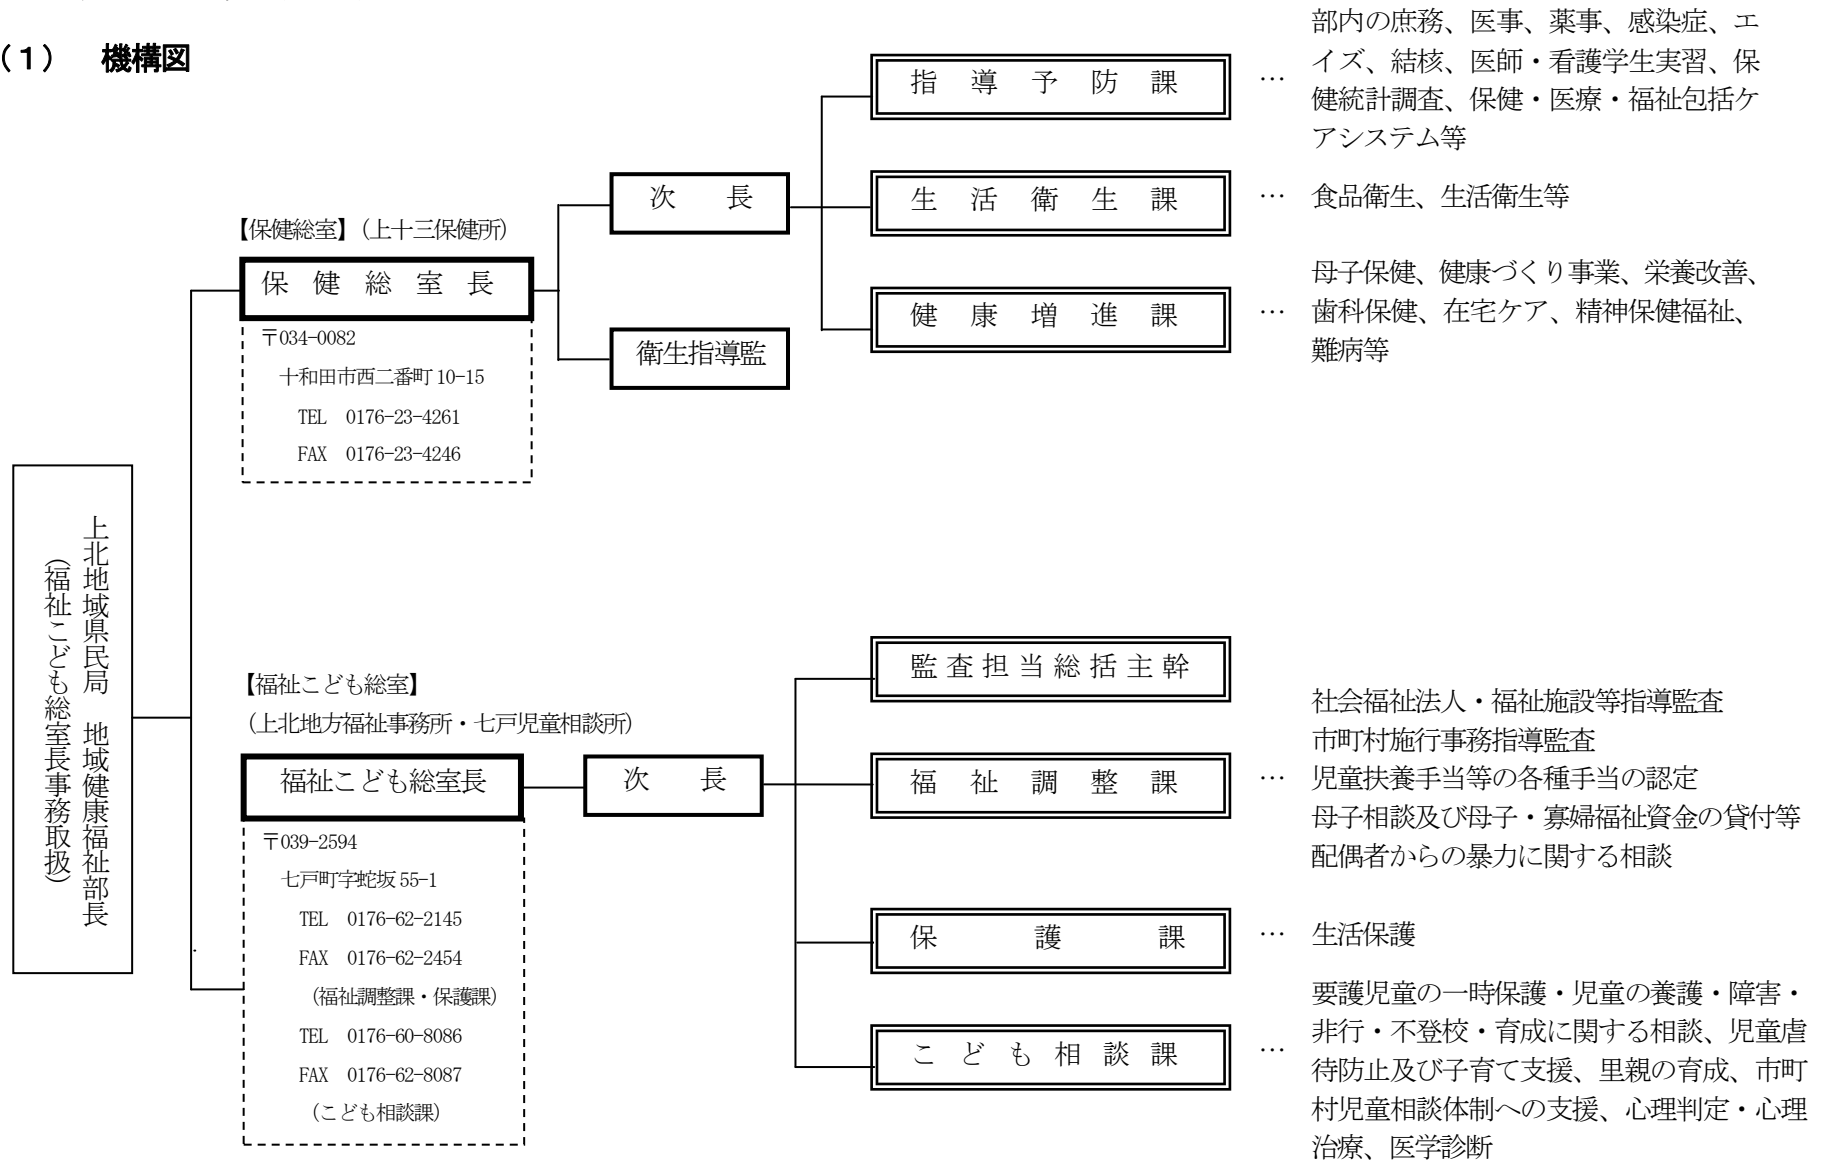 （１）　機構図
上北地域県民局　地域健康福祉部長
（福祉こども総室長事務取扱）
【保健総室】（上十三保健所）
保健総室長
〒034-0082
十和田市西二番町10-15
TEL　0176-23-4261
FAX　0176-23-4246
次　長
衛生指導監
指導予防課
…
部内の庶務、医事、薬事、感染症、エ
イズ、結核、医師・看護学生実習、保
健統計調査、保健・医療・福祉包括ケ
アシステム等
生活衛生課
…
食品衛生、生活衛生等
健康増進課
…
母子保健、健康づくり事業、栄養改善、
歯科保健、在宅ケア、精神保健福祉、
難病等
【福祉こども総室】
（上北地方福祉事務所・七戸児童相談所）
福祉こども総室長
〒039-2594
七戸町字蛇坂55-1
TEL　0176-62-2145
FAX　0176-62-2454
（福祉調整課・保護課）
TEL　0176-60-8086
FAX　0176-62-8087
（こども相談課）
次　長
監査担当総括主幹
福祉調整課
…
社会福祉法人・福祉施設等指導監査
市町村施行事務指導監査
児童扶養手当等の各種手当の認定
母子相談及び母子・寡婦福祉資金の貸付等
配偶者からの暴力に関する相談
保護課
…
生活保護
こども相談課
…
要護児童の一時保護・児童の養護・障害・
非行・不登校・育成に関する相談、児童虐
待防止及び子育て支援、里親の育成、市町
村児童相談体制への支援、心理判定・心理
治療、医学診断